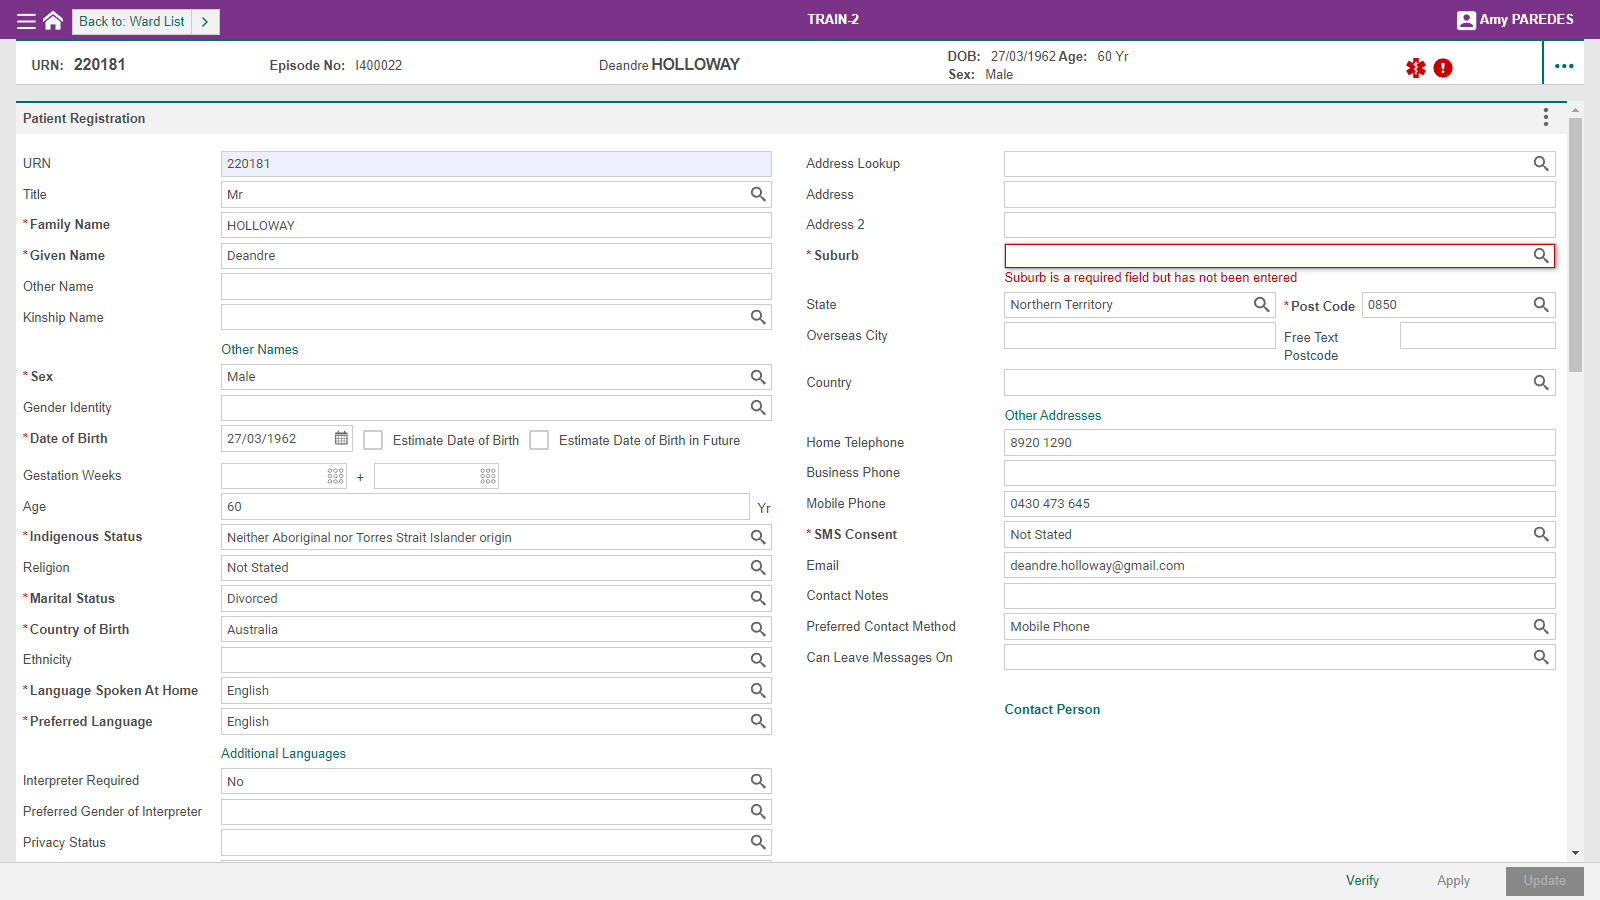 Back to: Ward List
TRAIN-2
Amy PAREDES
URN: 220181
Episode No: I400022
Deandre HOLLOWAY
DOB: 27/03/1962 Age: 60 Yr
Sex: Male
Patient Registration
URN 220181
Title Mr
*Family Name HOLLOWAY
*Given Name Deandre
Other Name
Kinship Name
Other Names
*Sex Male
Gender Identity
*Date of Birth 27/03/1962 Estimate Date of Birth Estimate Date of Birth in Future
Gestation Weeks +
Age 60 Yr
*Indigenous Status Neither Aboriginal nor Torres Strait Islander origin
Religion Not Stated
*Marital Status Divorced
*Country of Birth Australia
Ethnicity
*Language Spoken At Home English
*Preferred Language English
Additional Languages
Interpreter Required No
Preferred Gender of Interpreter
Privacy Status
Address Lookup
Address
Address 2
*Suburb
Suburb is a required field but has not been entered
State Northern Territory *Post Code 0850
Overseas City Free Text
Postcode
Country
Other Addresses
Home Telephone 8920 1290
Business Phone
Mobile Phone 0430 473 645
*SMS Consent Not Stated
Email deandre.holloway@gmail.com
Contact Notes
Preferred Contact Method Mobile Phone
Can Leave Messages On
Contact Person
Verify Apply Update